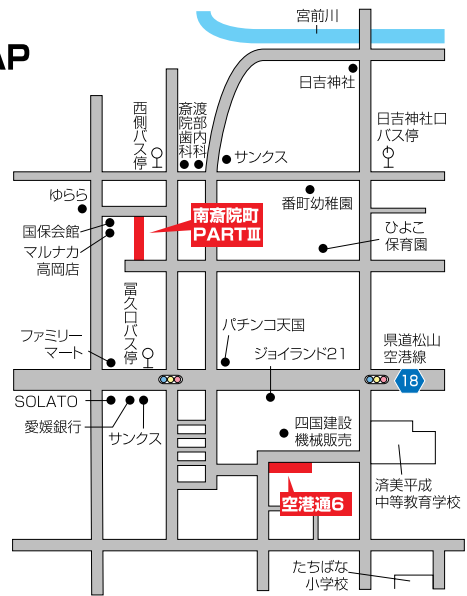 宮前川
AP
日吉神社
西側バス停
斎院歯科
渡部内科
サンクス
日吉神社口
バス停
ゆらら
番町幼稚園
南斎院町
PARTⅢ
国保会館
マルナカ
高岡店
ひよこ
保育園
冨久口バス停
パチンコ天国
ファミリー
マート
ジョイランド21
県道松山
空港線
18
SOLATO
愛媛銀行
サンクス
四国建設
機械販売
済美平成
中等教育学校
空港通6
たちばな
小学校